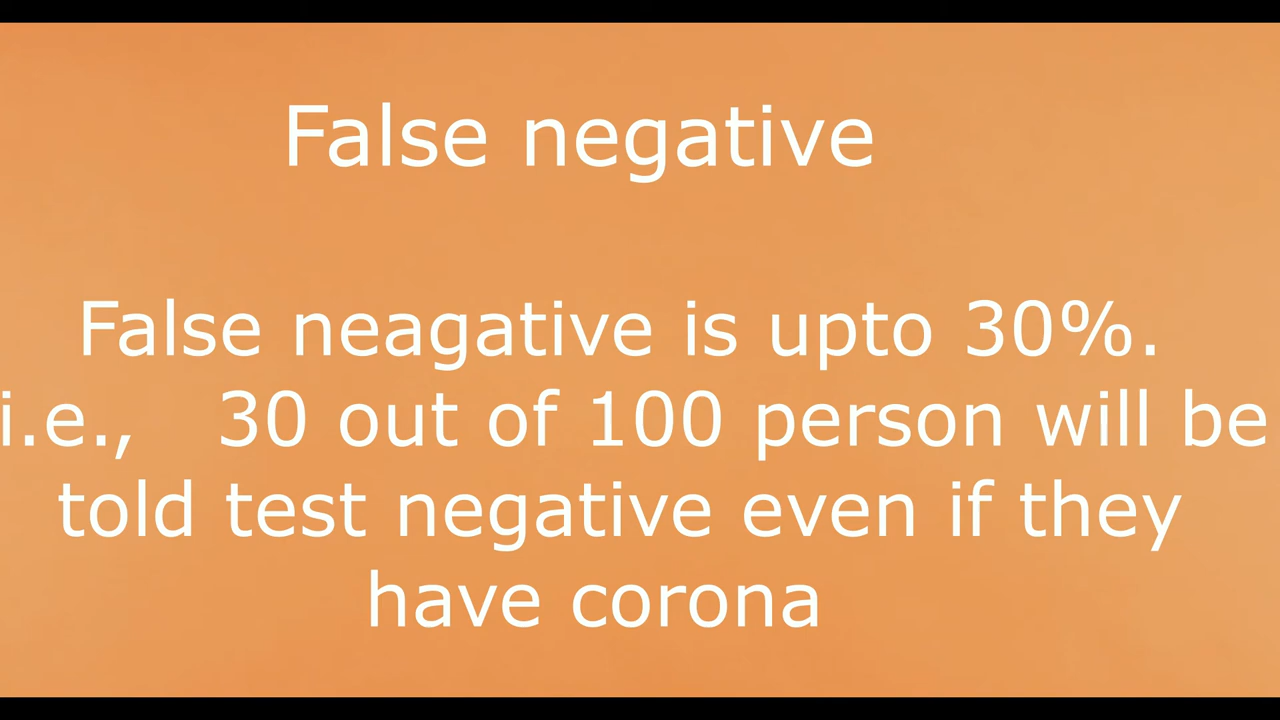 False negative
False neagative is upto 30%.
i.e., 30 out of 100 person will be
told test negative even if they
have corona